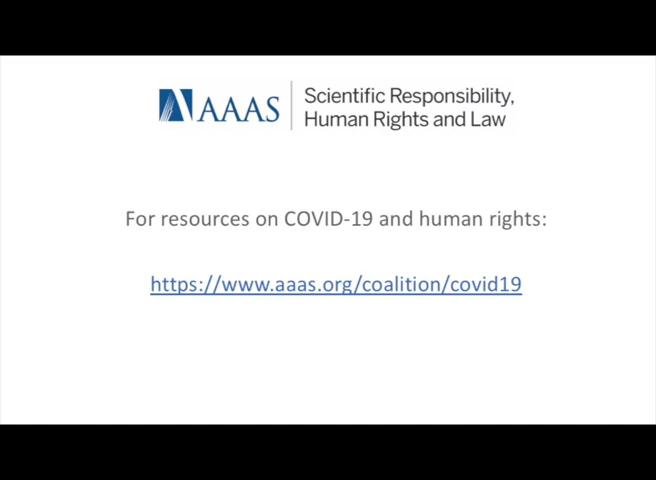 AAAS
Scientific Responsibility,
Human Rights and Law
For resources on COVID-19 and human rights:
https://www.aaas.org/coalition/covid19